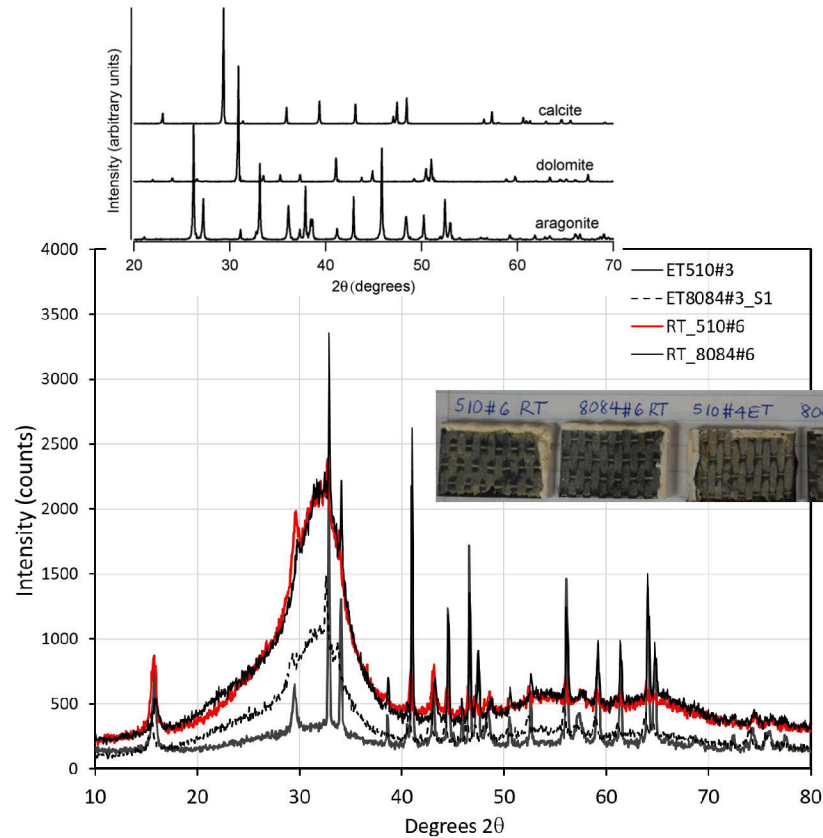 Intensity (arbitrary units)
calcite
dolomite
aragonite
20 30 40 50 60 70
2θ (degrees)
4000
3500
3000
2500
2000
1500
1000
500
0
Intensity (counts)
ET510#3
ET8084#3_S1
RT_510#6
RT_8084#6
510#6 RT 8084#6 RT 510#4ET
10 20 30 40 50 60 70 80
Degrees 2θ